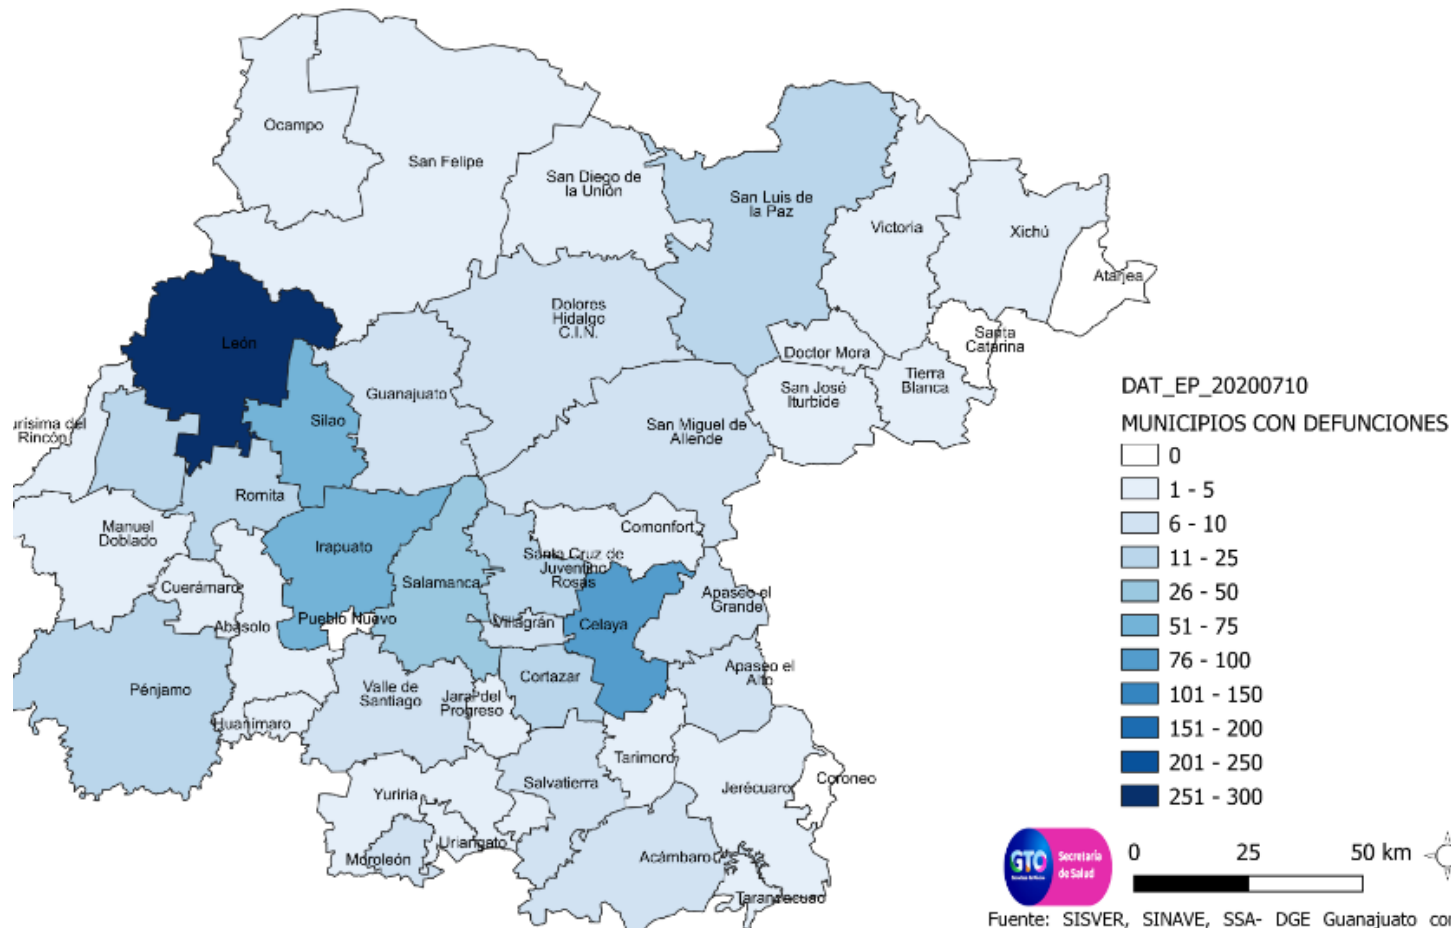 Ocampo
San Felipe
San Diego de
la Unión
San Luis de
la Paz
Victoria
Xichú
Atarjea
León
Dolores
Hidalgo
C.I.N.
Santa
Catarina
Doctor Mora
Tierra
Blanca
Guanajuato
San José
Iturbide
Silao
San Miguel de
Allende
urísima del
Rincón
Romita
Manuel
Doblado
Irapuato
Comonfort
Santa Cruz de
Juventino
Rosas
Salamanca
Cuerámaro
Apaseo el
Grande
Abasolo
Pueblo Nuevo
Villagrán
Celaya
Pénjamo
Valle de
Santiago
Cortazar
Apaseo el
Alto
Jaral del
Progreso
Huanímaro
Tarimoro
Salvatierra
Jerécuaro
Coroneo
Yuriria
Uriangato
Moroleón
Acámbaro
Tarandacuao
DAT_EP_20200710
MUNICIPIOS CON DEFUNCIONES
0
1 - 5
6 - 10
11 - 25
26 - 50
51 - 75
76 - 100
101 - 150
151 - 200
201 - 250
251 - 300
GTO
Secretaría
de Salud
0 25 50 km
Fuente: SISVER, SINAVE, SSA- DGE Guanajuato con